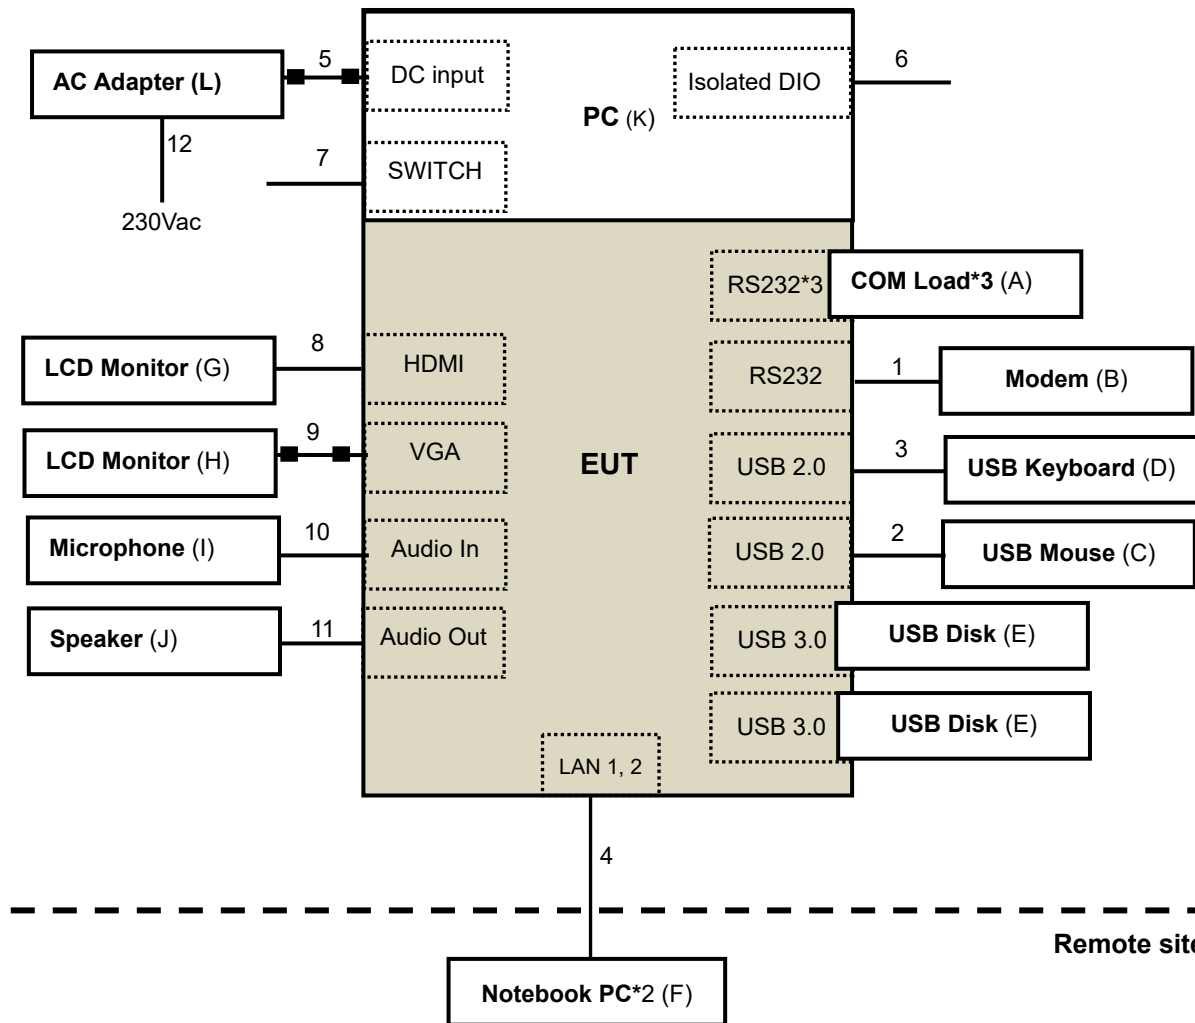 5
6
AC Adapter (L)
DC input
Isolated DIO
PC (K)
12
7
SWITCH
230Vac
RS232*3
COM Load*3 (A)
8
LCD Monitor (G)
HDMI
RS232
1
Modem (B)
9
LCD Monitor (H)
VGA
EUT
USB 2.0
3
USB Keyboard (D)
10
Microphone (I)
Audio In
USB 2.0
2
USB Mouse (C)
11
Speaker (J)
Audio Out
USB 3.0
USB Disk (E)
USB 3.0
USB Disk (E)
LAN 1, 2
4
Remote site
Notebook PC*2 (F)